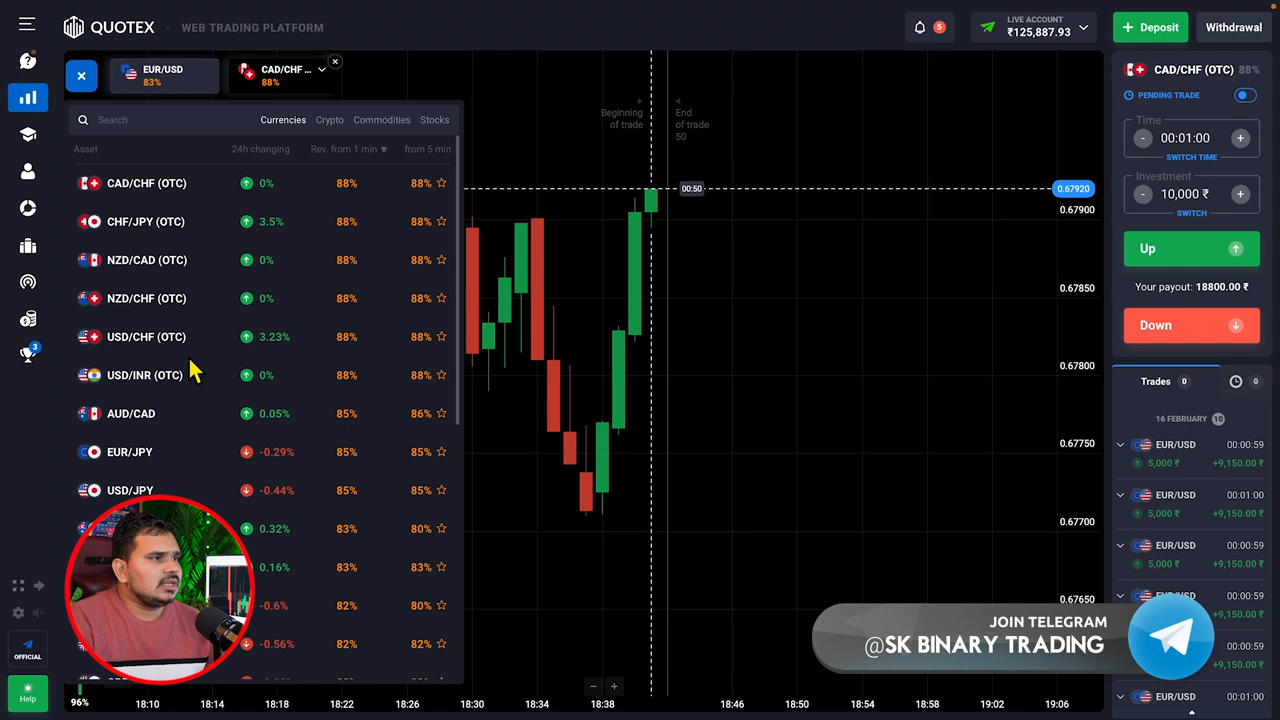 QUOTEX
WEB TRADING PLATFORM
5
LIVE ACCOUNT
₹125,887.93
+ Deposit
Withdrawal
EUR/USD
83%
CAD/CHF ...
88%
Search
Currencies
Crypto
Commodities
Stocks
Asset
24h changing
Rev. from 1 min
from 5 min
CAD/CHF (OTC) 0% 88% 88%
CHF/JPY (OTC) 3.5% 88% 88%
NZD/CAD (OTC) 0% 88% 88%
NZD/CHF (OTC) 0% 88% 88%
USD/CHF (OTC) 3.23% 88% 88%
USD/INR (OTC) 0% 88% 88%
AUD/CAD 0.05% 85% 86%
EUR/JPY -0.29% 85% 85%
USD/JPY -0.44% 85% 85%
0.32% 83% 80%
0.16% 83% 83%
-0.6% 82% 80%
-0.56% 82% 82%
Beginning
of trade
End
of trade
50
00:50
0.67920
0.67900
0.67850
0.67800
0.67750
0.67700
0.67650
96%
18:10
18:14
18:18
18:22
18:26
18:30
18:34
18:38
18:46
18:50
18:54
18:58
19:02
19:06
CAD/CHF (OTC) 88%
PENDING TRADE
Time
- 00:01:00 +
SWITCH TIME
Investment
- 10,000 ₹ +
SWITCH
Up
Your payout: 18800.00 ₹
Down
Trades 0
0
16 FEBRUARY 10
EUR/USD 00:00:59
5,000 ₹ +9,150.00 ₹
EUR/USD 00:01:00
5,000 ₹ +9,150.00 ₹
EUR/USD 00:00:59
5,000 ₹ +9,150.00 ₹
00:00:59
+9,150.00 ₹
00:00:59
+9,150.00 ₹
EUR/USD 00:01:00
3
OFFICIAL
Help
JOIN TELEGRAM
@SK BINARY TRADING